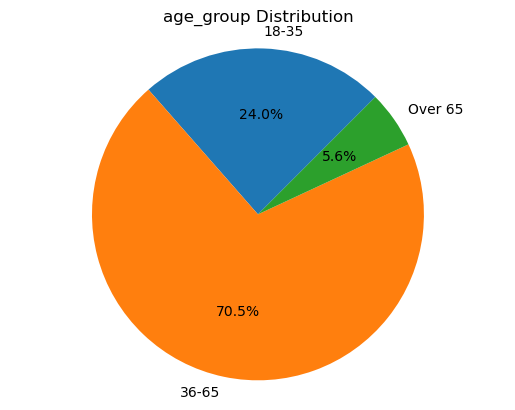 age_group Distribution
18-35
24.0%
Over 65
5.6%
70.5%
36-65